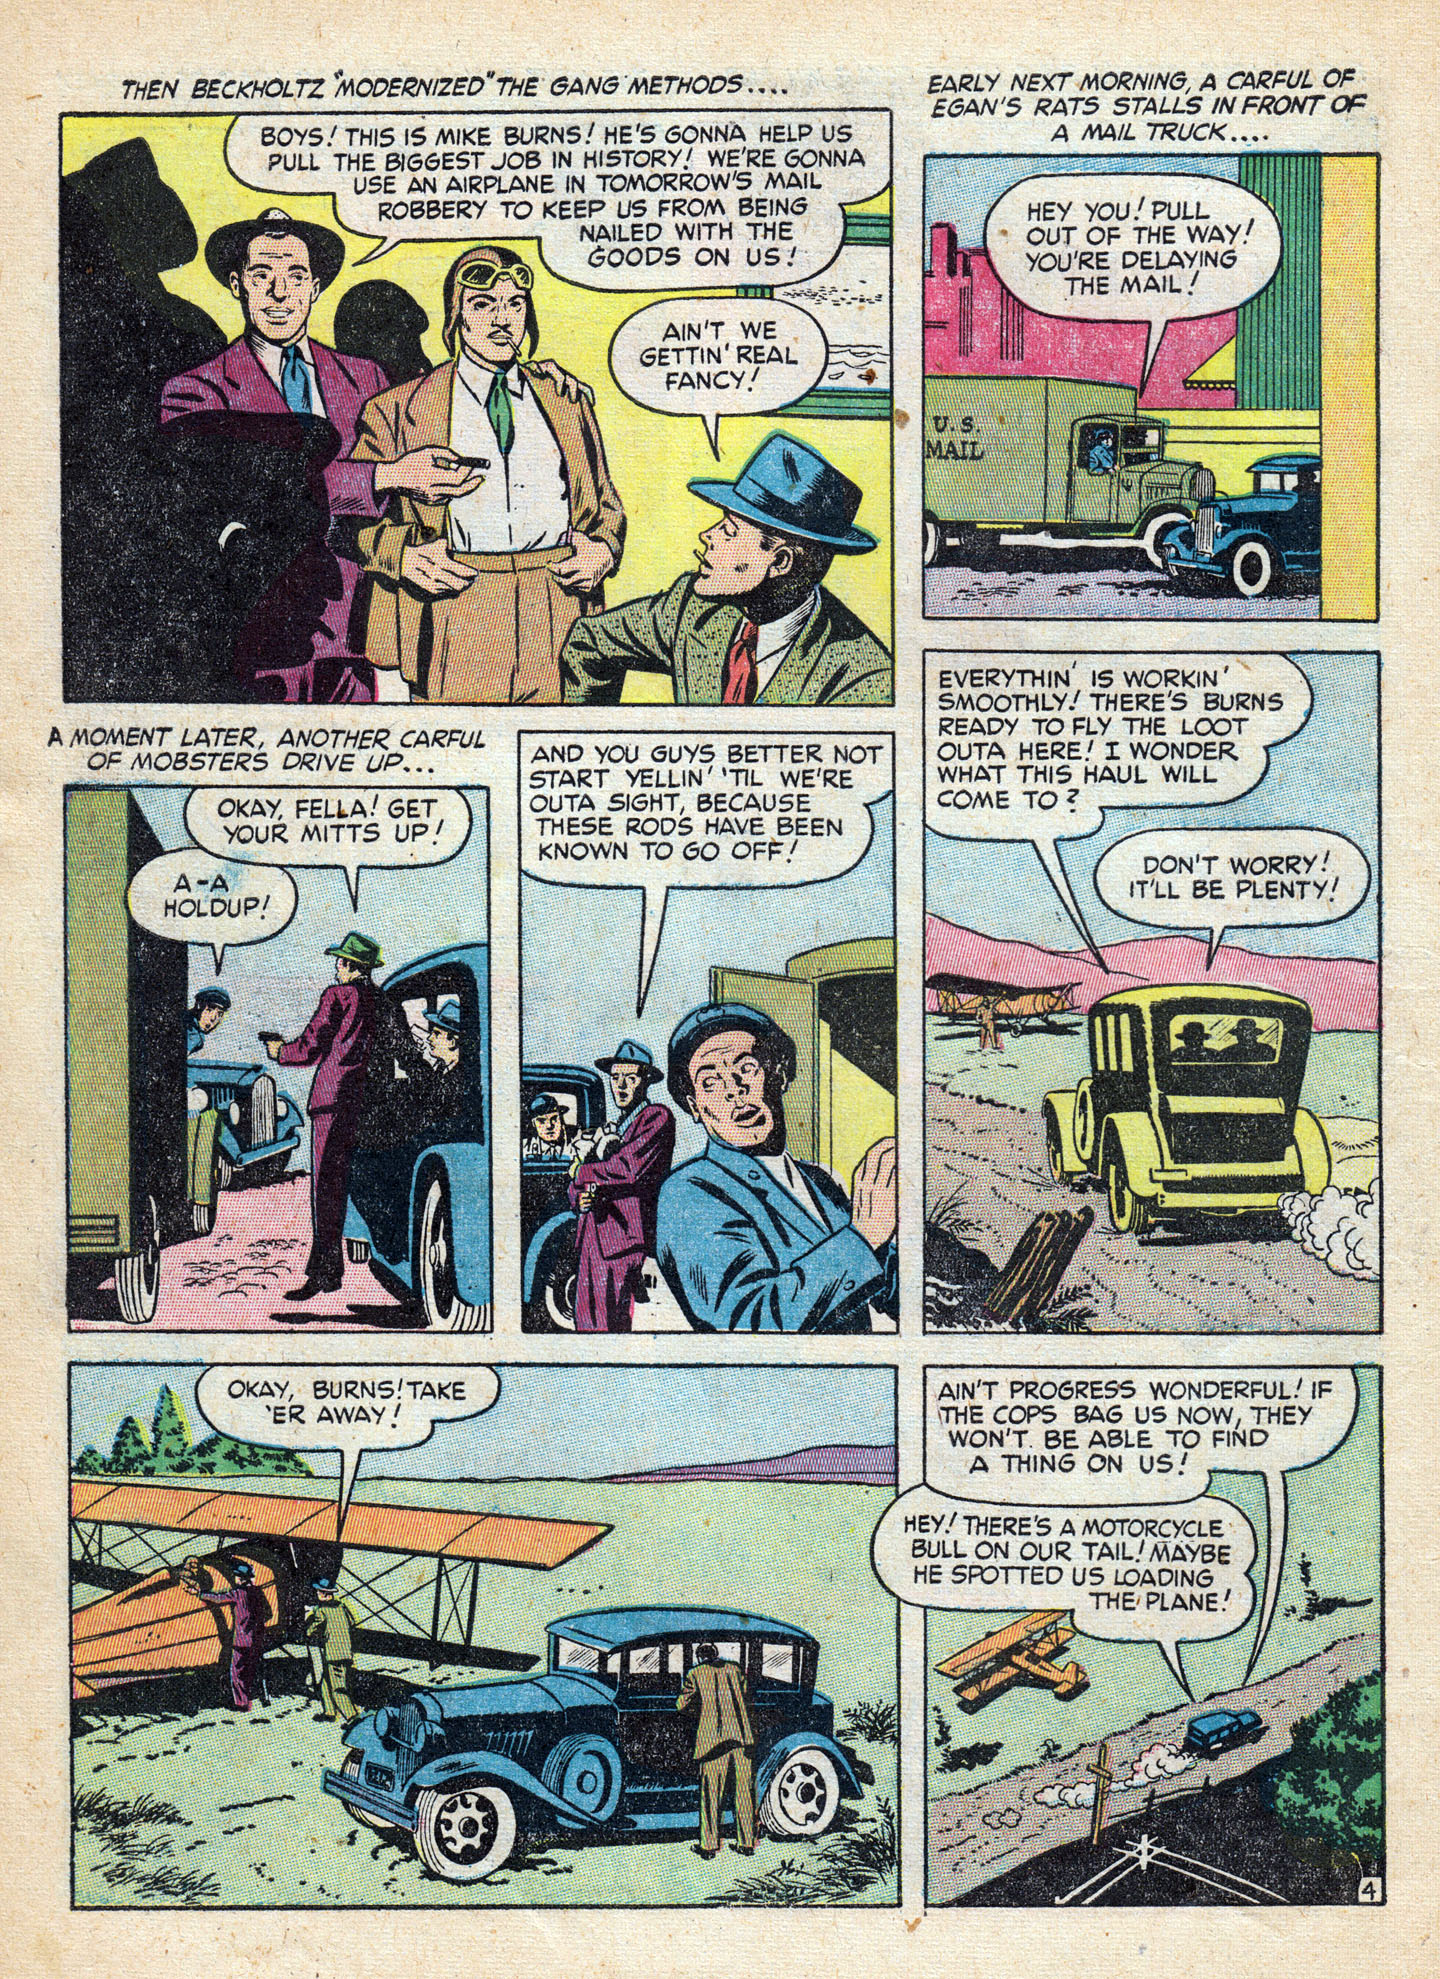 THEN BECKHOLTZ "MODERNIZED" THE GANG METHODS....
BOYS! THIS IS MIKE BURNS! HE'S GONNA HELP US
PULL THE BIGGEST JOB IN HISTORY! WE'RE GONNA
USE AN AIRPLANE IN TOMORROW'S MAIL
ROBBERY TO KEEP US FROM BEING
NAILED WITH THE
GOODS ON US!
AIN'T WE
GETTIN' REAL
FANCY!
EARLY NEXT MORNING, A CARFUL OF
EGAN'S RATS STALLS IN FRONT OF
A MAIL TRUCK....
HEY YOU! PULL
OUT OF THE WAY!
YOU'RE DELAYING
THE MAIL!
U.S.
MAIL
A MOMENT LATER, ANOTHER CARFUL
OF MOBSTERS DRIVE UP...
OKAY, FELLA! GET
YOUR MITTS UP!
A-A
HOLDUP!
AND YOU GUYS BETTER NOT
START YELLIN' 'TIL WE'RE
OUTA SIGHT, BECAUSE
THESE RODS HAVE BEEN
KNOWN TO GO OFF!
EVERYTHIN' IS WORKIN'
SMOOTHLY! THERE'S BURNS
READY TO FLY THE LOOT
OUTA HERE! I WONDER
WHAT THIS HAUL WILL
COME TO?
DON'T WORRY!
IT'LL BE PLENTY!
OKAY, BURNS! TAKE
'ER AWAY!
AIN'T PROGRESS WONDERFUL! IF
THE COPS BAG US NOW, THEY
WON'T BE ABLE TO FIND
A THING ON US!
HEY! THERE'S A MOTORCYCLE
BULL ON OUR TAIL! MAYBE
HE SPOTTED US LOADING
THE PLANE!
4